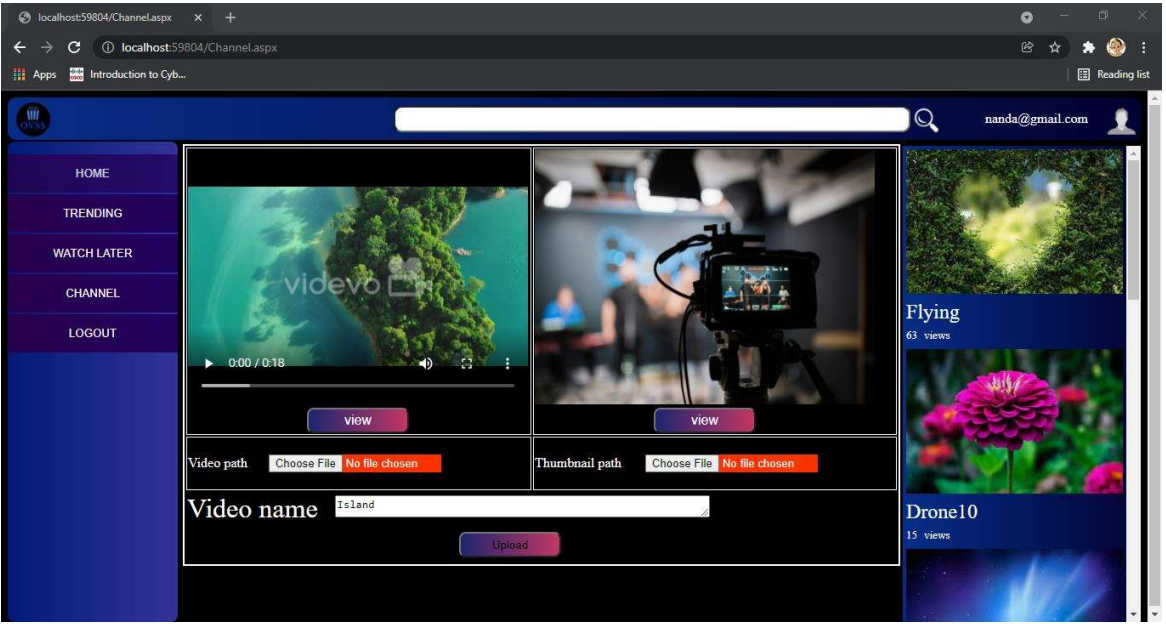 localhost:59804/Channel.aspx
localhost:59804/Channel.aspx
Apps
Introduction to Cyb...
Reading list
OVSS
nanda@gmail.com
HOME
TRENDING
WATCH LATER
CHANNEL
LOGOUT
videvo
0:00 / 0:18
view
view
Video path Choose File No file chosen
Thumbnail path Choose File No file chosen
Video name Island
Upload
Flying
63 views
Drone10
15 views